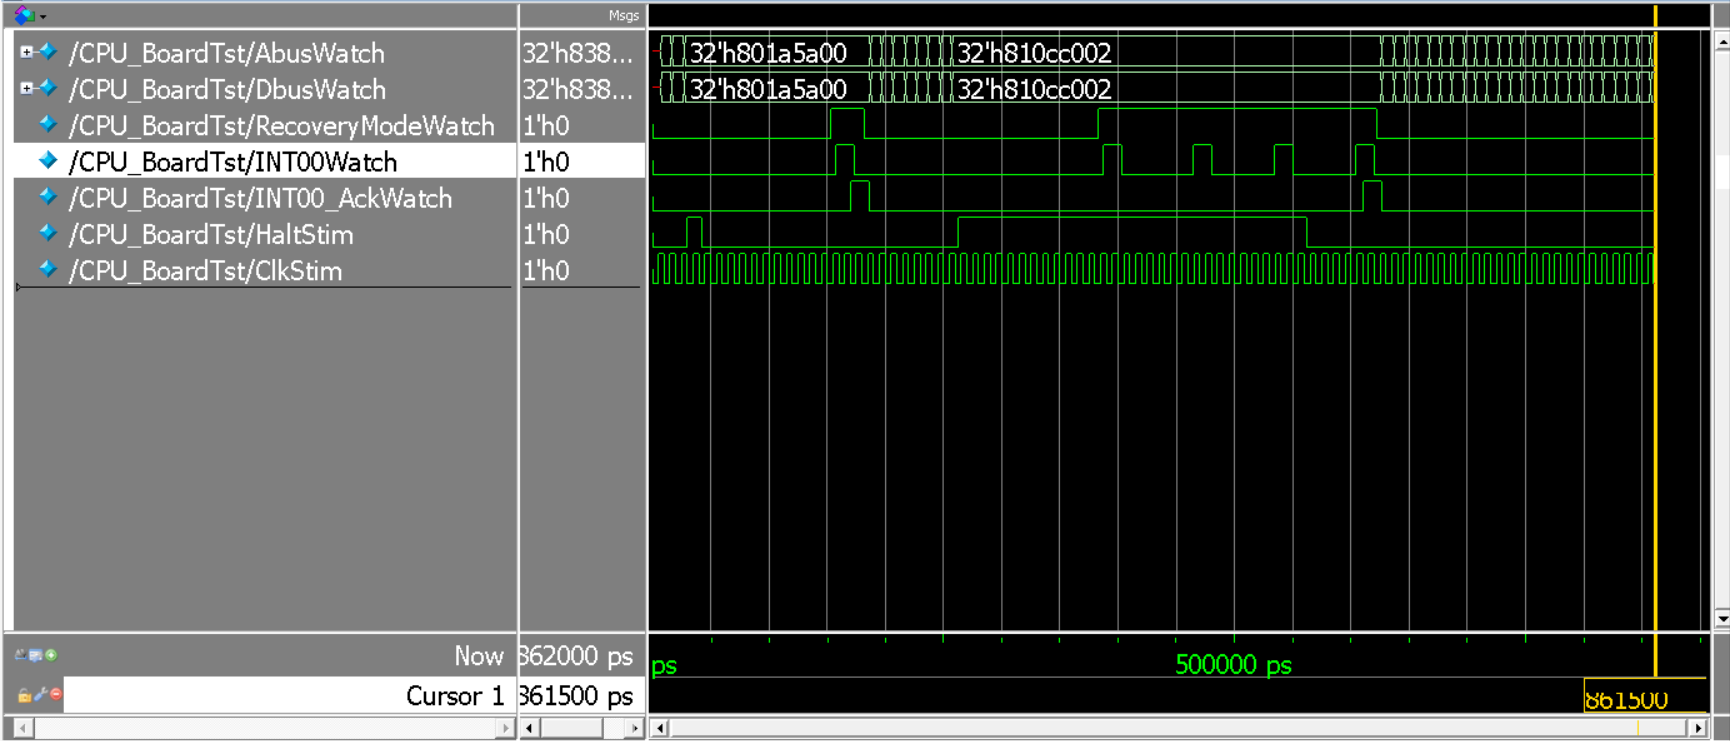 Msgs
/CPU_BoardTst/AbusWatch 32'h838... 32'h801a5a00 32'h810cc002
/CPU_BoardTst/DbusWatch 32'h838... 32'h801a5a00 32'h810cc002
/CPU_BoardTst/RecoveryModeWatch 1'h0
/CPU_BoardTst/INT00Watch 1'h0
/CPU_BoardTst/INT00_AckWatch 1'h0
/CPU_BoardTst/HaltStim 1'h0
/CPU_BoardTst/ClkStim 1'h0
Now 862000 ps ps 500000 ps
Cursor 1 861500 ps 861500